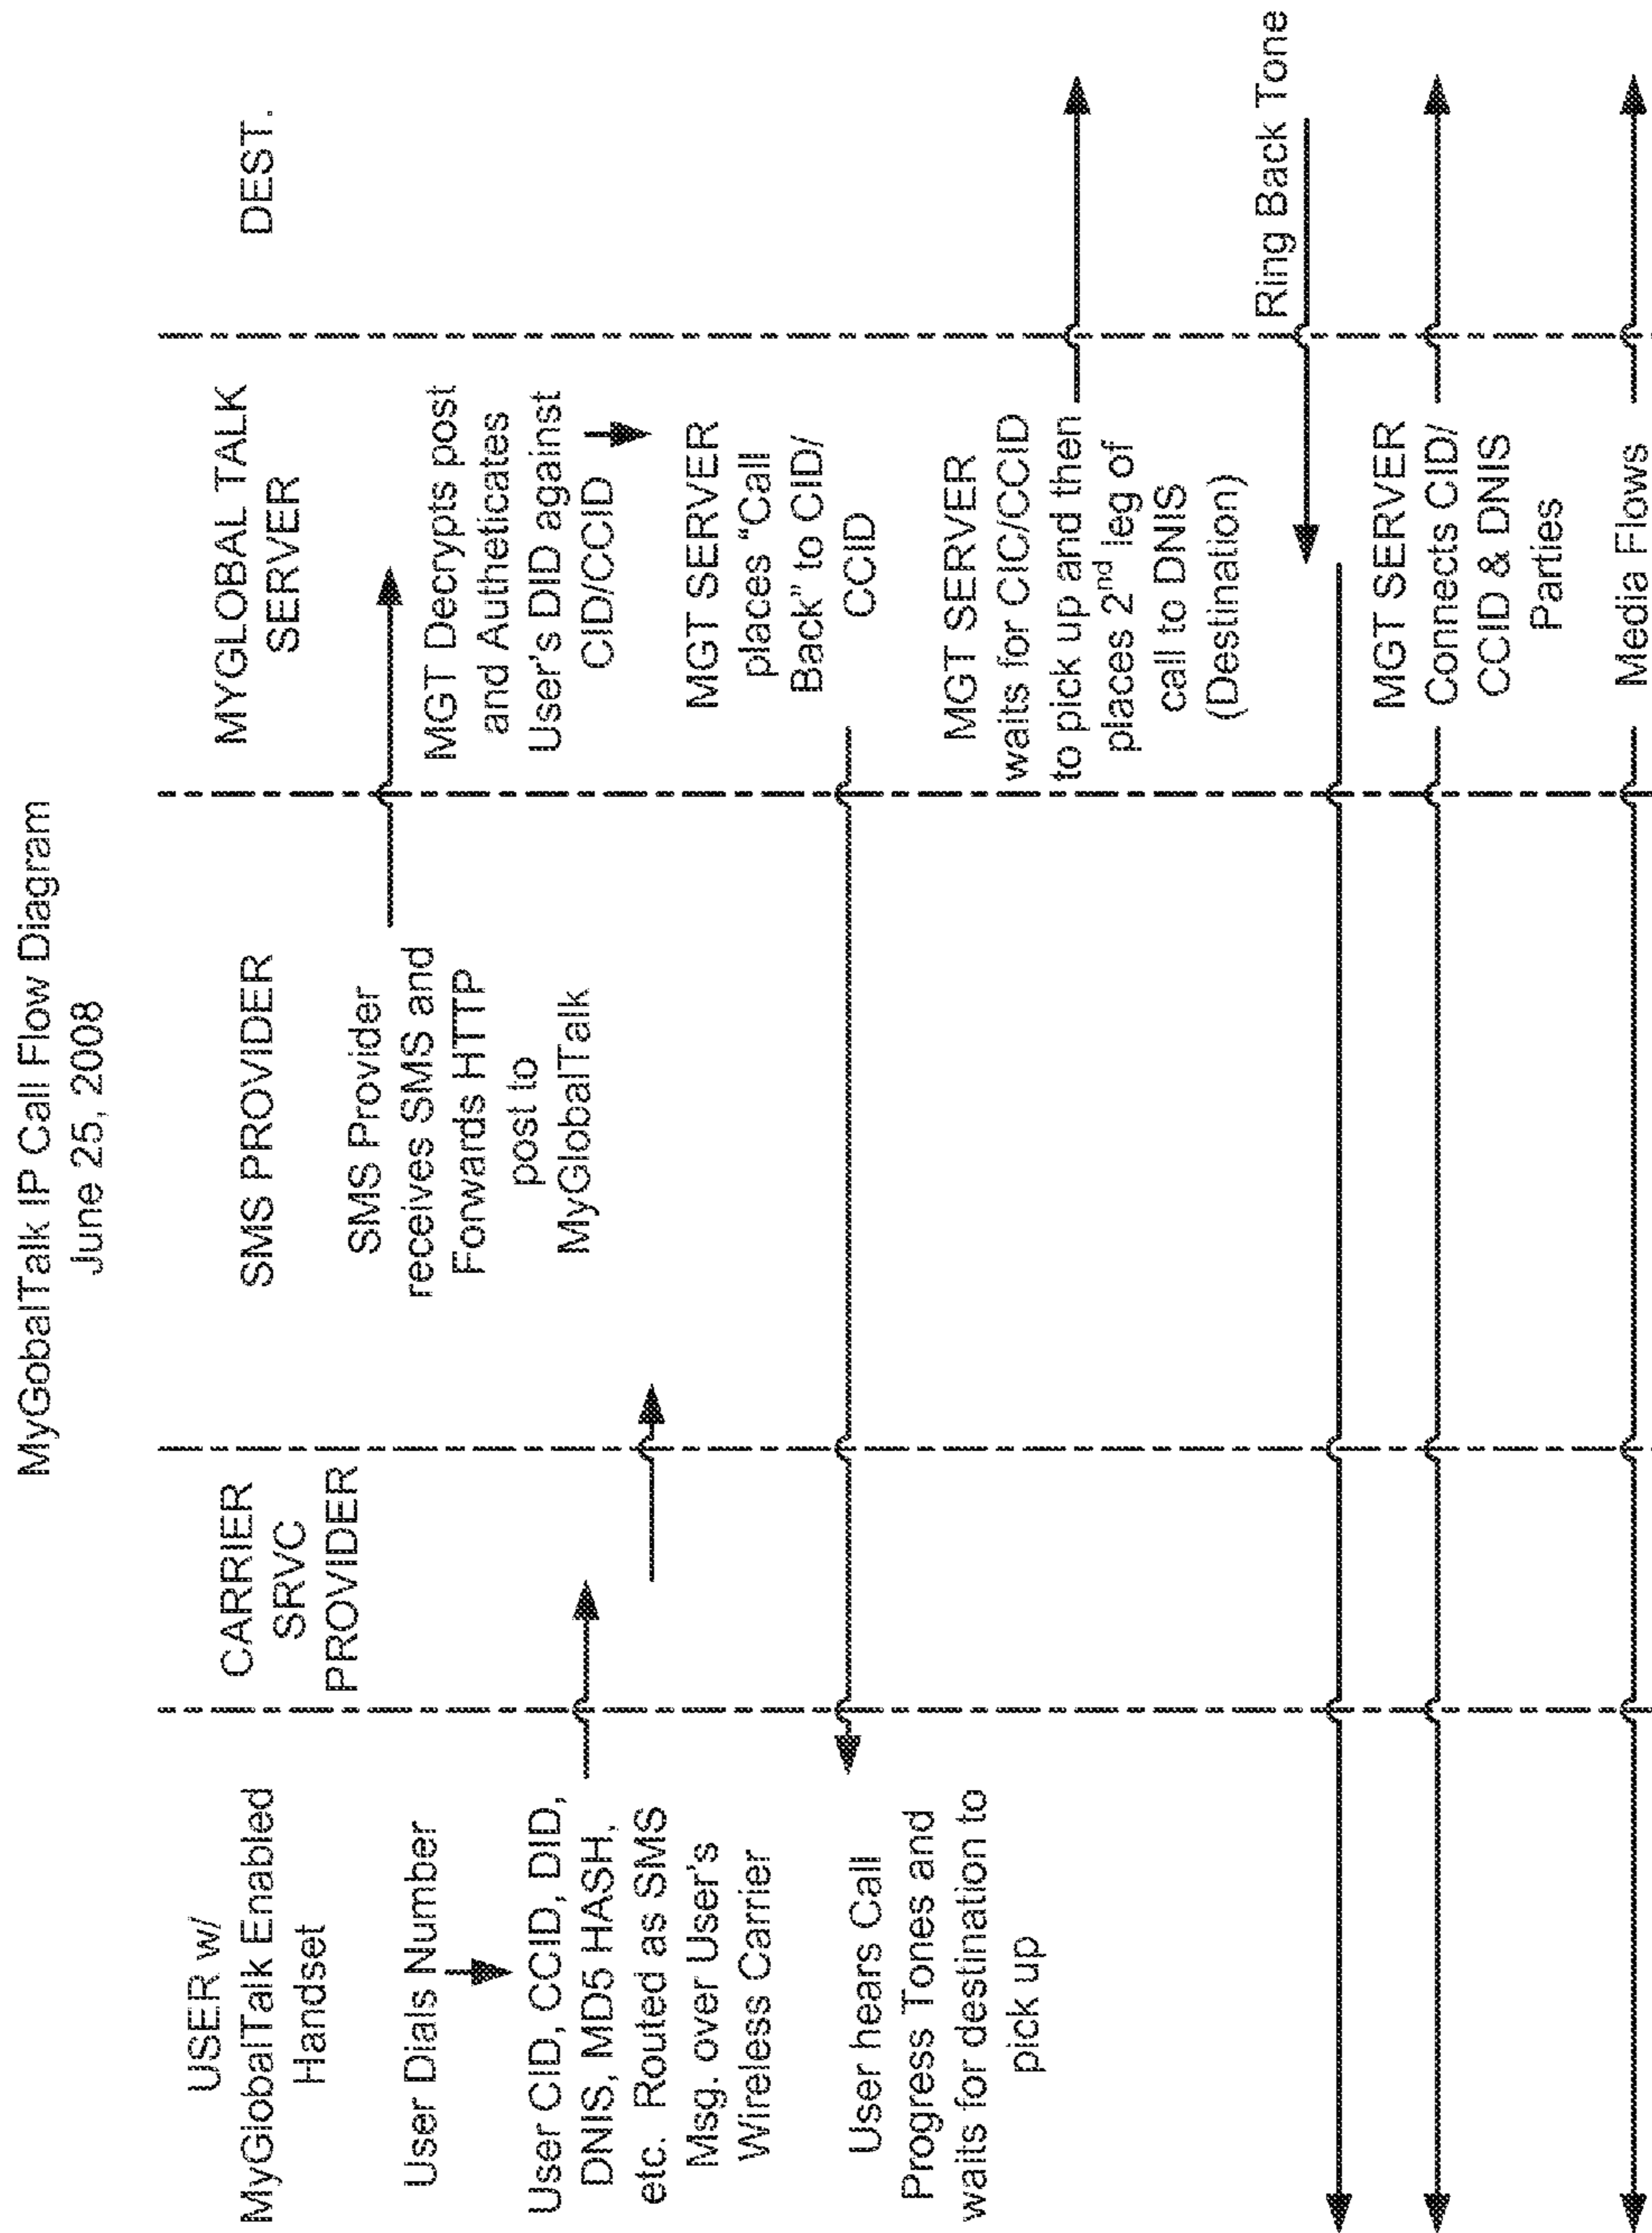 MyGobalTalk IP Call Flow Diagram
June 25, 2008
USER w/
MyGlobalTalk Enabled
Handset
CARRIER
SRVC
PROVIDER
SMS PROVIDER
MYGLOBAL TALK
SERVER
DEST.
User Dials Number
User CID, CCID, DID,
DNIS, MD5 HASH,
etc. Routed as SMS
Msg. over User's
Wireless Carrier
SMS Provider
receives SMS and
Forwards HTTP
post to
MyGlobalTalk
MGT Decrypts post
and Autheticates
User's DID against
CID/CCID
MGT SERVER
places “Call
Back” to CID/
CCID
User hears Call
Progress Tones and
waits for destination to
pick up
MGT SERVER
waits for CIC/CCID
to pick up and then
places 2nd leg of
call to DNIS
(Destination)
Ring Back Tone
MGT SERVER
Connects CID/
CCID & DNIS
Parties
Media Flows